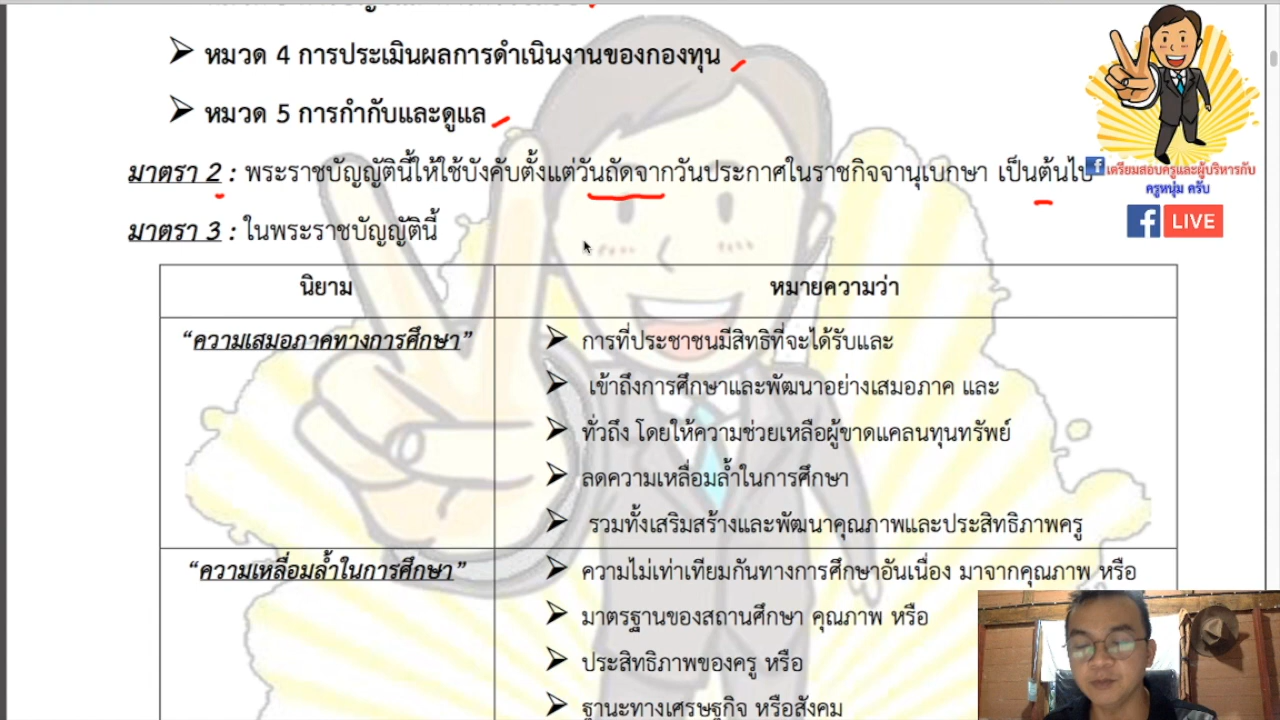 หมวด 4 การประเมินผลการดำเนินงานของกองทุน
หมวด 5 การกำกับและดูแล
มาตรา 2 : พระราชบัญญัตินี้ให้ใช้บังคับตั้งแต่วันถัดจากวันประกาศในราชกิจจานุเบกษา เป็นต้นไป
มาตรา 3 : ในพระราชบัญญัตินี้
นิยาม
หมายความว่า
“ความเสมอภาคทางการศึกษา”
การที่ประชาชนมีสิทธิที่จะได้รับและ
เข้าถึงการศึกษาและพัฒนาอย่างเสมอภาค และ
ทั่วถึง โดยให้ความช่วยเหลือผู้ขาดแคลนทุนทรัพย์
ลดความเหลื่อมล้ำในการศึกษา
รวมทั้งเสริมสร้างและพัฒนาคุณภาพและประสิทธิภาพครู
“ความเหลื่อมล้ำในการศึกษา”
ความไม่เท่าเทียมกันทางการศึกษาอันเนื่อง มาจากคุณภาพ หรือ
มาตรฐานของสถานศึกษา คุณภาพ หรือ
ประสิทธิภาพของครู หรือ
ฐานะทางเศรษฐกิจ หรือสังคม
f เตรียมสอบครูและผู้บริหารกับ
ครูหนุ่ม ครับ
f LIVE